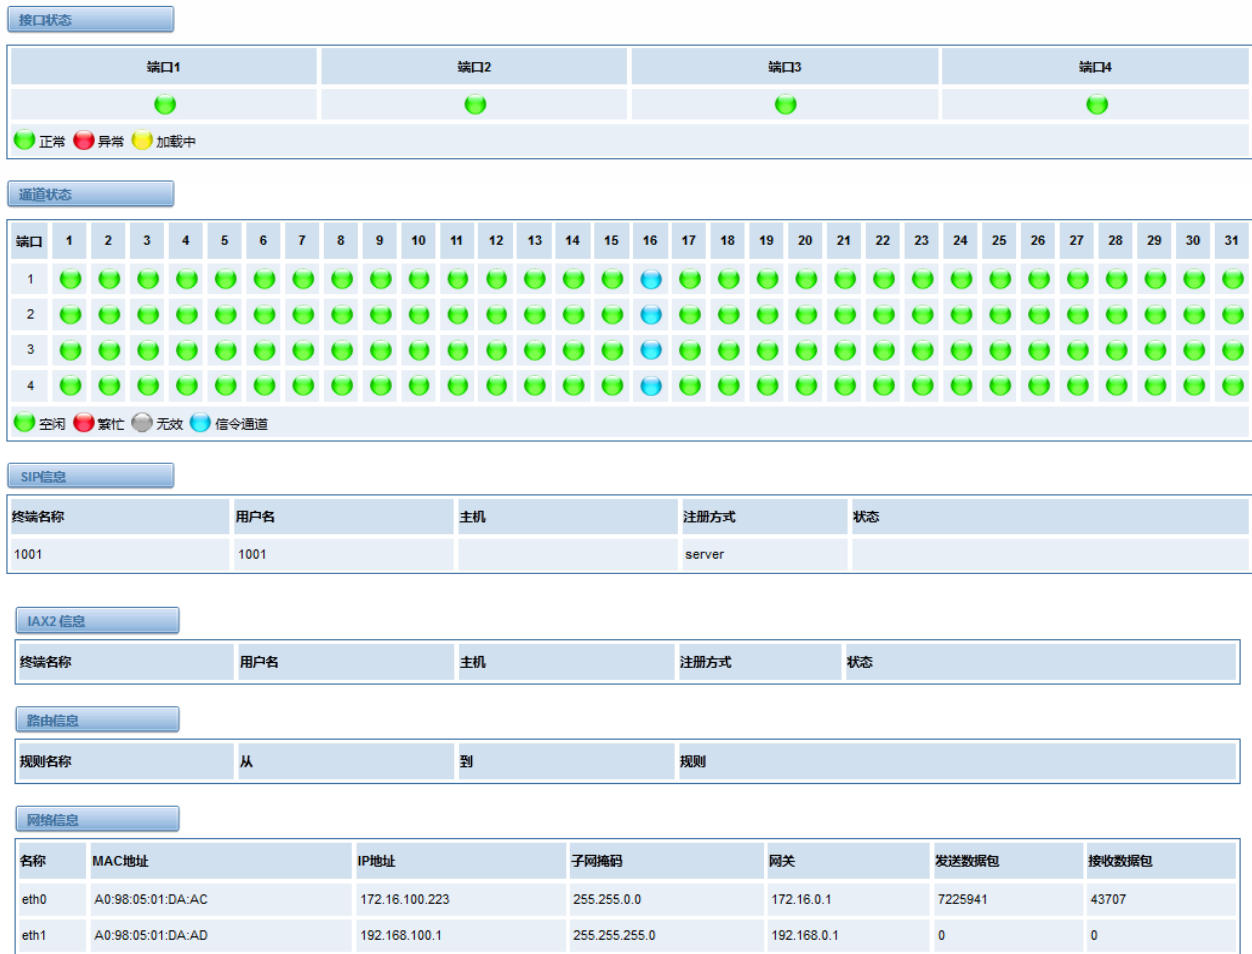 接口状态
端口1 端口2 端口3 端口4
正常 异常 加载中
通道状态
端口 1 2 3 4 5 6 7 8 9 10 11 12 13 14 15 16 17 18 19 20 21 22 23 24 25 26 27 28 29 30 31
1
2
3
4
空闲 繁忙 无效 信令通道
SIP信息
终端名称 用户名 主机 注册方式 状态
1001 1001 server
IAX2 信息
终端名称 用户名 主机 注册方式 状态
路由信息
规则名称 从 到 规则
网络信息
名称 MAC地址 IP地址 子网掩码 网关 发送数据包 接收数据包
eth0 A0:98:05:01:DA:AC 172.16.100.223 255.255.0.0 172.16.0.1 7225941 43707
eth1 A0:98:05:01:DA:AD 192.168.100.1 255.255.255.0 192.168.0.1 0 0